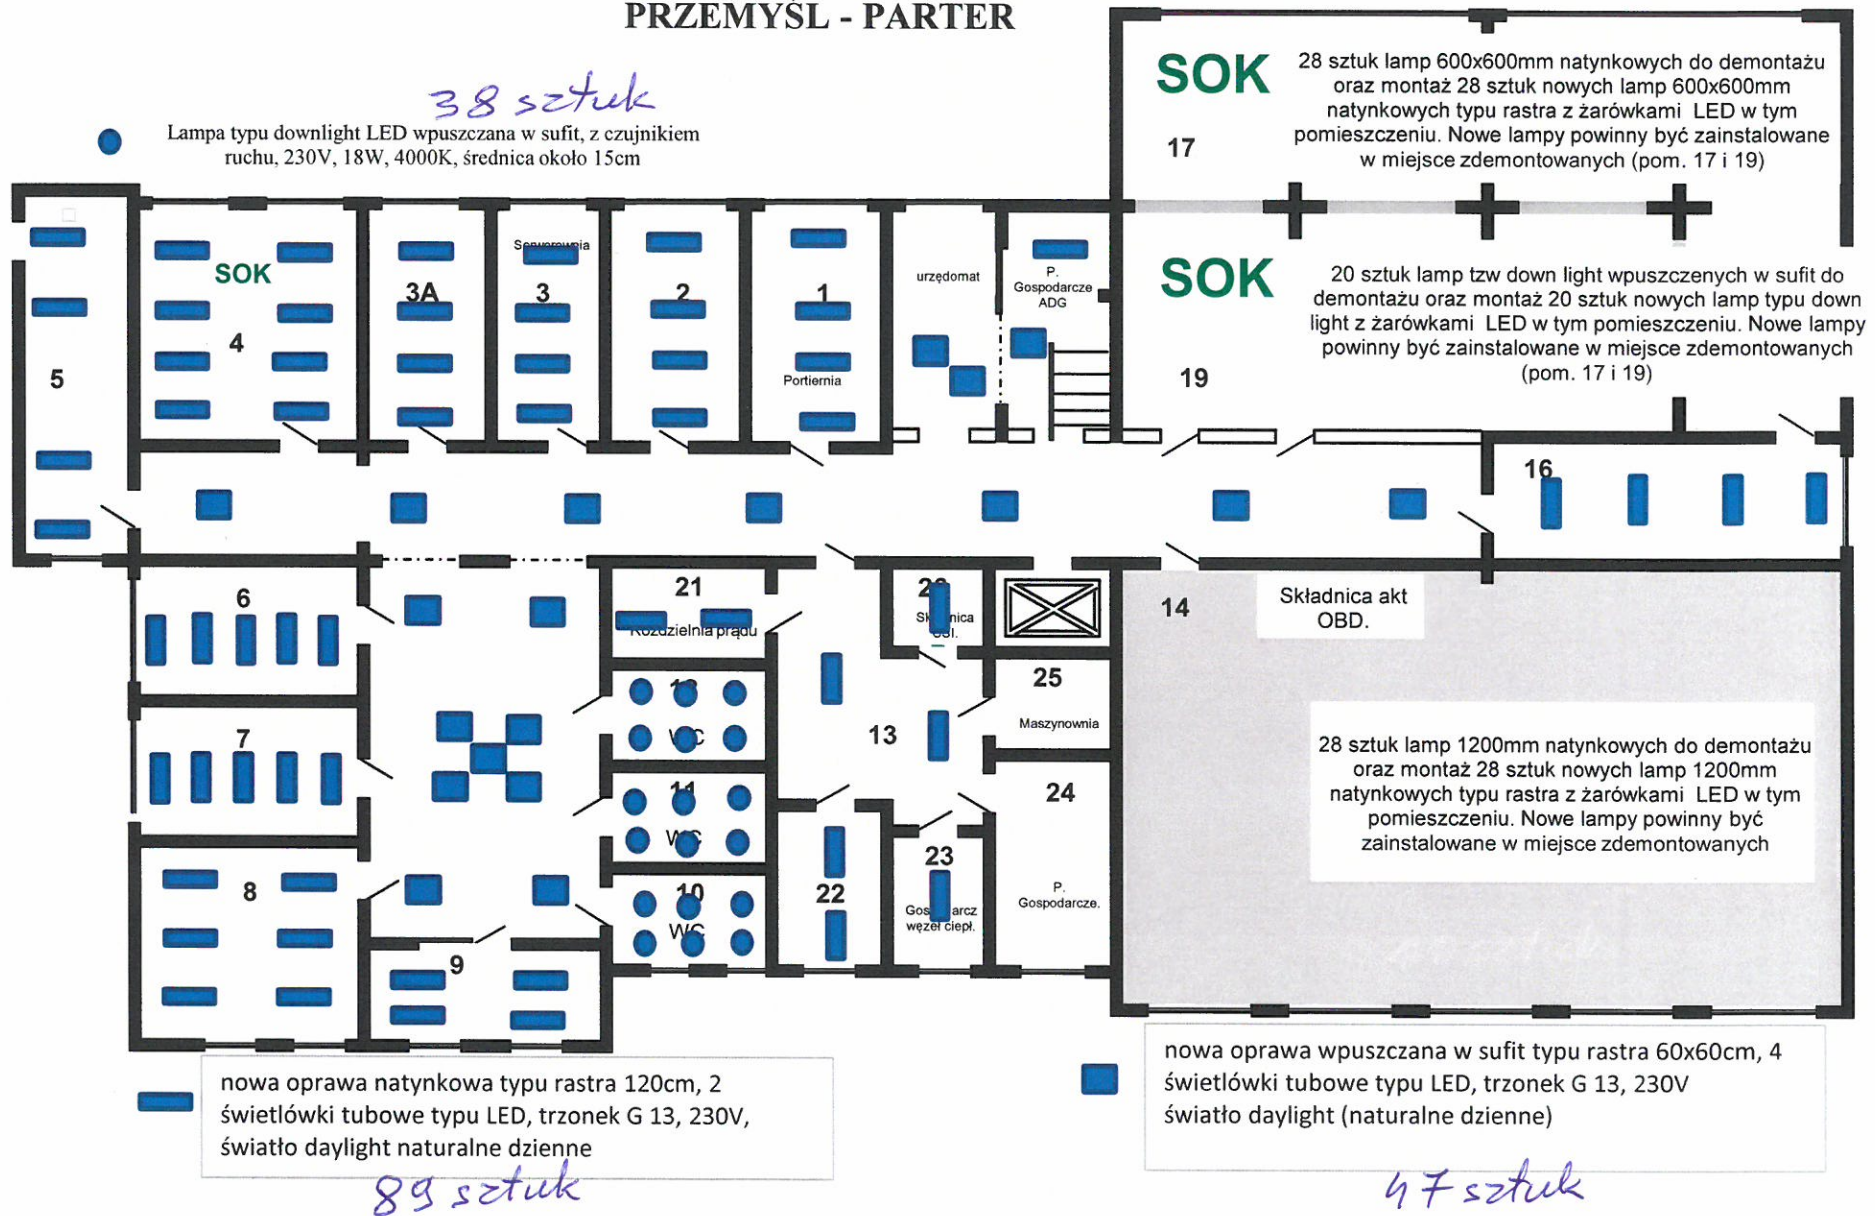 PRZEMYŚL - PARTER
38 sztuk
Lampa typu downlight LED wpuszczana w sufit, z czujnikiem
ruchu, 230V, 18W, 4000K, średnica około 15cm
SOK
17
28 sztuk lamp 600x600mm natynkowych do demontażu
oraz montaż 28 sztuk nowych lamp 600x600mm
natynkowych typu rastra z żarówkami LED w tym
pomieszczeniu. Nowe lampy powinny być zainstalowane
w miejsce zdemontowanych (pom. 17 i 19)
5
SOK
4
3A
Serwerownia
3
2
1
Portiernia
urzędomat
P.
Gospodarcze
ADG
SOK
19
20 sztuk lamp tzw down light wpuszczenych w sufit do
demontażu oraz montaż 20 sztuk nowych lamp typu down
light z żarówkami LED w tym pomieszczeniu. Nowe lampy
powinny być zainstalowane w miejsce zdemontowanych
(pom. 17 i 19)
16
6
7
8
9
21
Rozdzielnia prądu
WC
11
WC
10
WC
13
22
23
węzeł ciepł.
25
Maszynownia
24
P.
Gospodarcze.
14
Składnica akt
OBD.
28 sztuk lamp 1200mm natynkowych do demontażu
oraz montaż 28 sztuk nowych lamp 1200mm
natynkowych typu rastra z żarówkami LED w tym
pomieszczeniu. Nowe lampy powinny być
zainstalowane w miejsce zdemontowanych
nowa oprawa natynkowa typu rastra 120cm, 2
świetlówki tubowe typu LED, trzonek G 13, 230V,
światło daylight naturalne dzienne
89 sztuk
nowa oprawa wpuszczana w sufit typu rastra 60x60cm, 4
świetlówki tubowe typu LED, trzonek G 13, 230V
światło daylight (naturalne dzienne)
47 sztuk